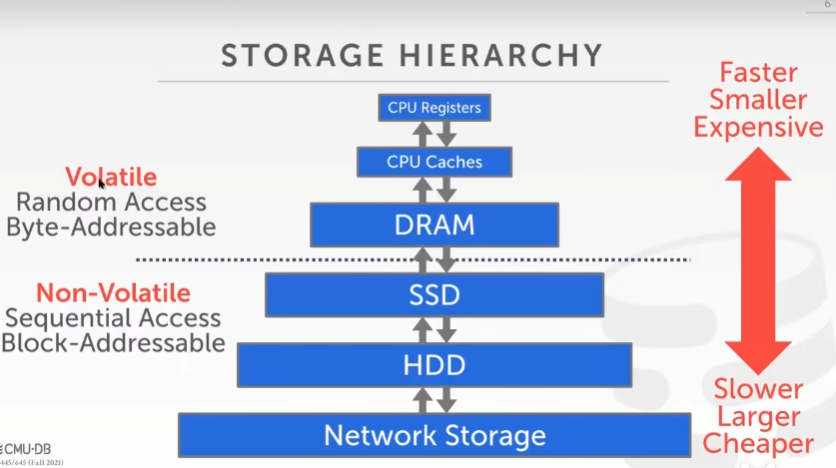 6
STORAGE HIERARCHY
Faster
Smaller
Expensive
CPU Registers
CPU Caches
DRAM
Volatile
Random Access
Byte-Addressable
SSD
HDD
Network Storage
Non-Volatile
Sequential Access
Block-Addressable
Slower
Larger
Cheaper
CMU·DB
445/645 (Fall 2021)